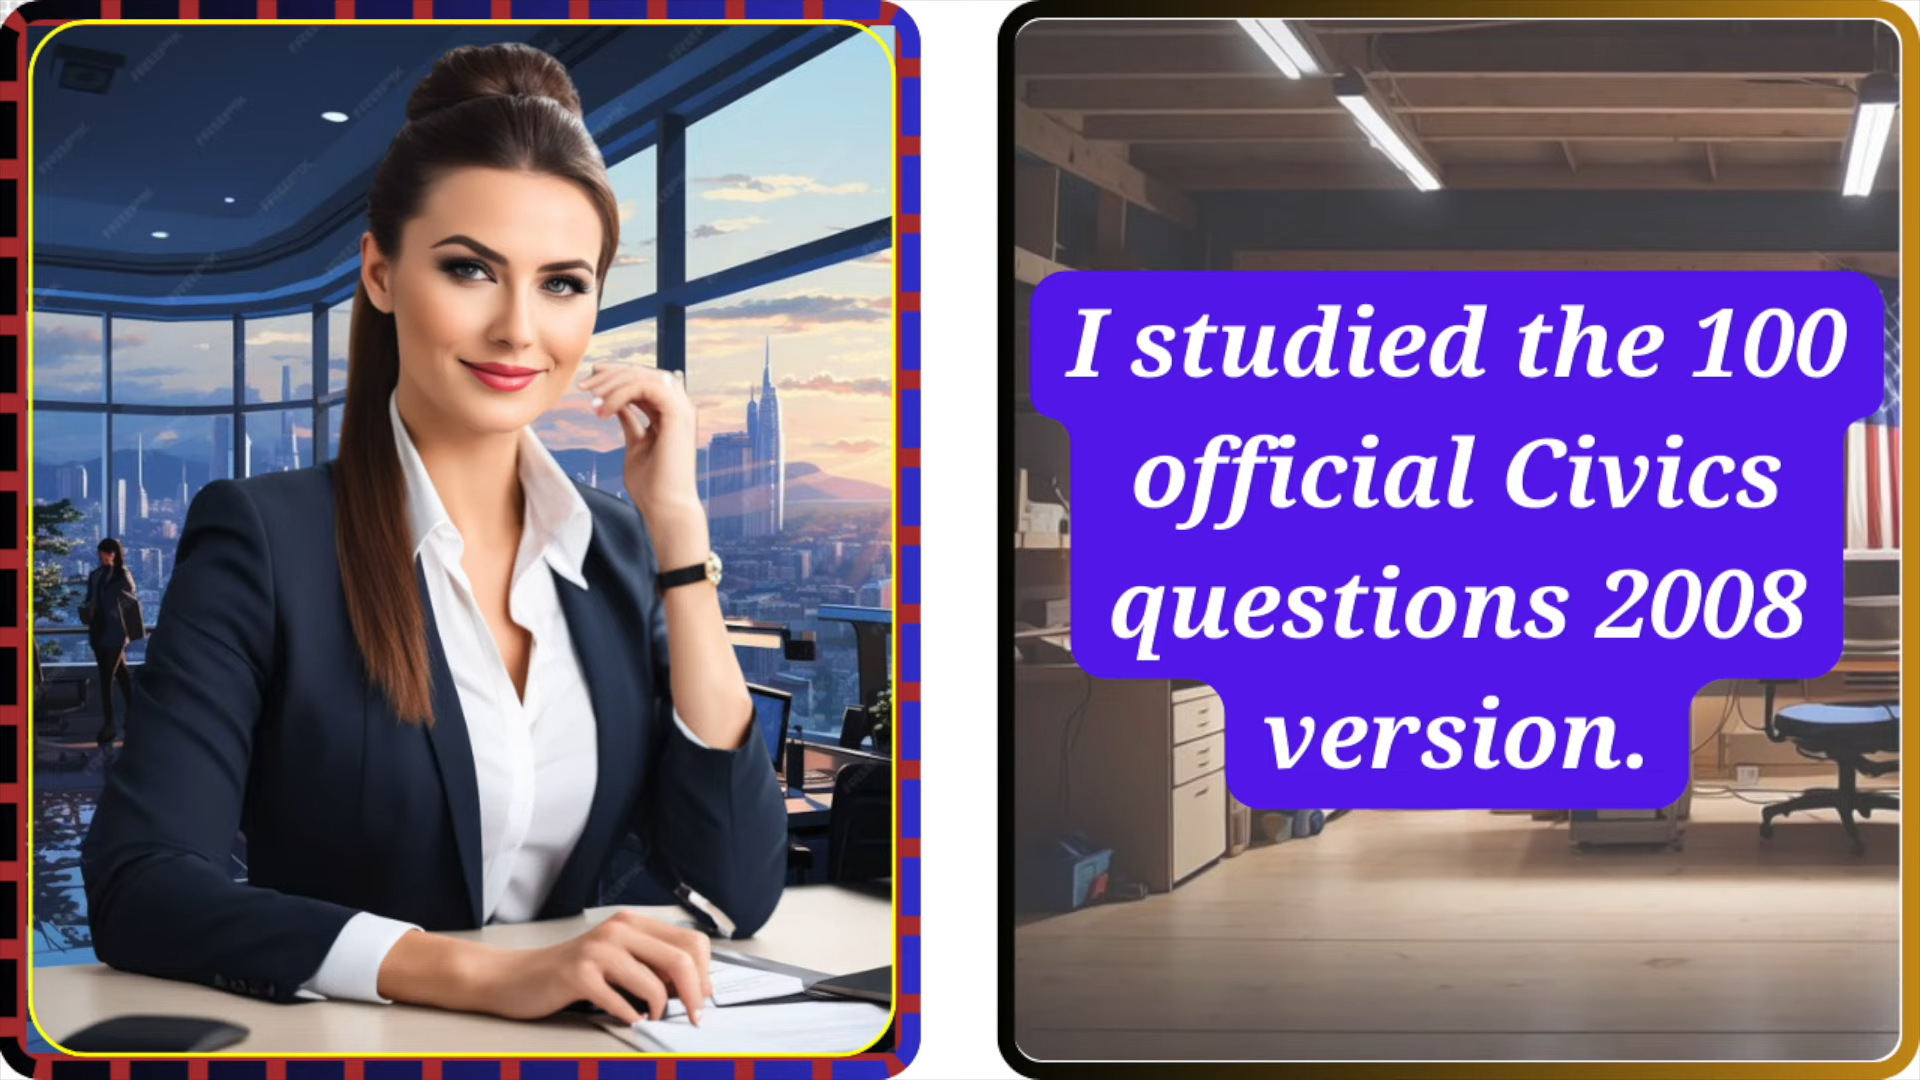 I studied the 100
official Civics
questions 2008
version.